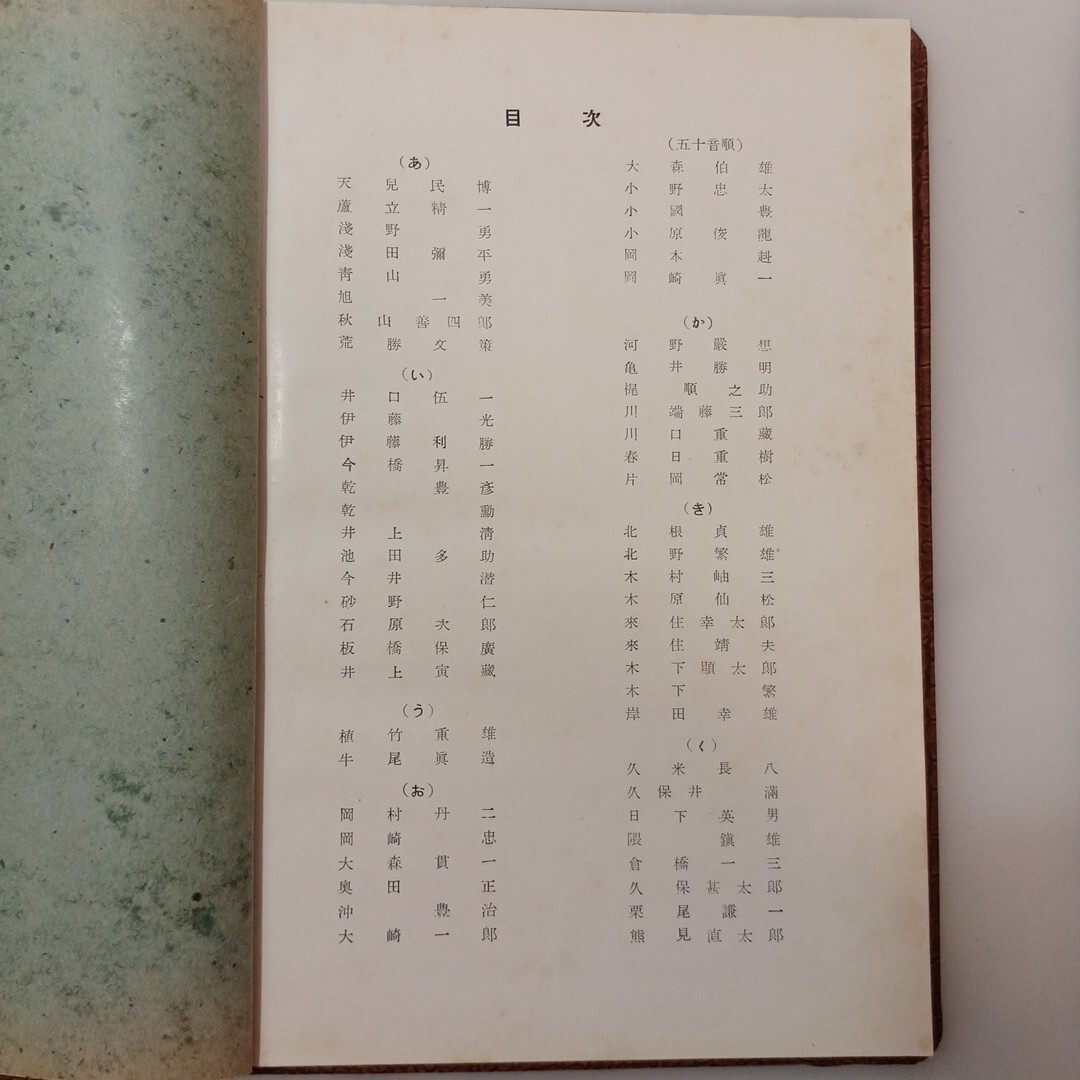 目次
(五十音順)
(あ)
天兒民博
蘆立精一
淺野勇
淺田彌平
靑山勇
旭一美
秋山善四郎
荒勝文策
(い)
井口伍一
伊藤光
伊藤利勝
今橋昇一
乾豊彦
乾勳
井上淸
池田多助
今井潜
砂野仁
石原次郎
板橋保廣
井上寅藏
(う)
植竹重雄
牛尾眞造
(お)
岡村丹二
岡崎忠
大森貫一
奥田正
沖豊治
大崎一郎
大森伯雄
小野忠太
小國豊
小原俊龍
岡本赳
岡崎眞一
(か)
河野嚴想
亀井勝明
梶順之助
川端藤三郎
川口重藏
春日重樹
片岡常松
(き)
北根貞雄
北野繁雄
木村岫三
木原仙松
來住幸太郎
來住靖夫
木下顯太郎
木下繁
岸田幸雄
(く)
久米長八
久保井滿
日下英男
隈鎭雄
倉橋一三
久保甚太郎
栗尾謙一
熊見直太郎